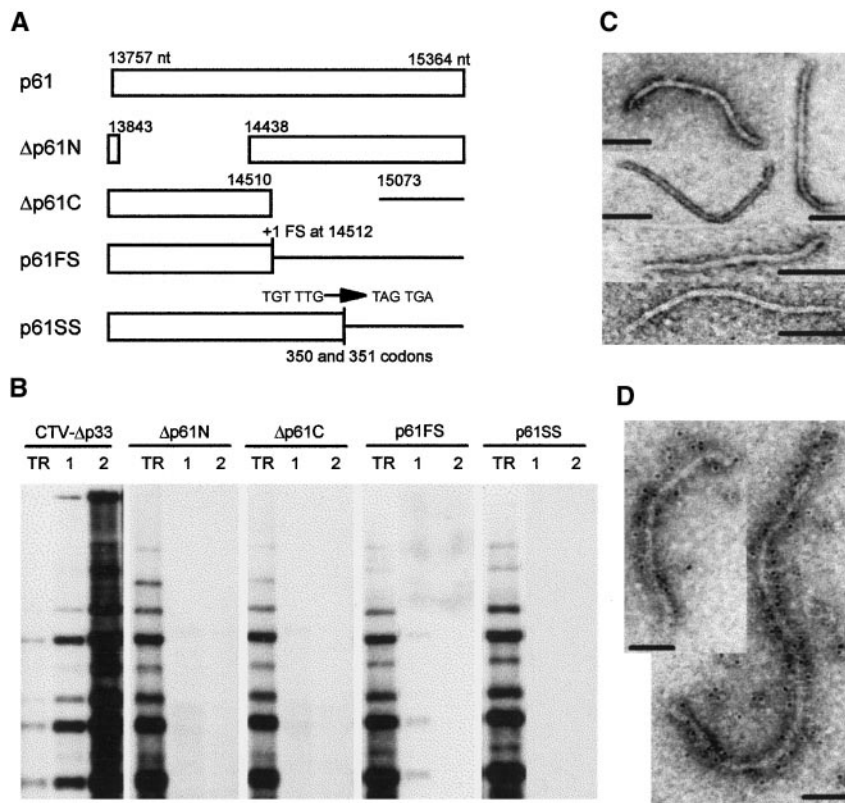 A
13757 nt 15364 nt
p61
13843 14438
Δp61N
14510 15073
Δp61C
+1 FS at 14512
p61FS
TGT TTG TAG TGA
p61SS
350 and 351 codons
B
CTV-Δp33 Δp61N Δp61C p61FS p61SS
TR 1 2 TR 1 2 TR 1 2 TR 1 2 TR 1 2
C
D